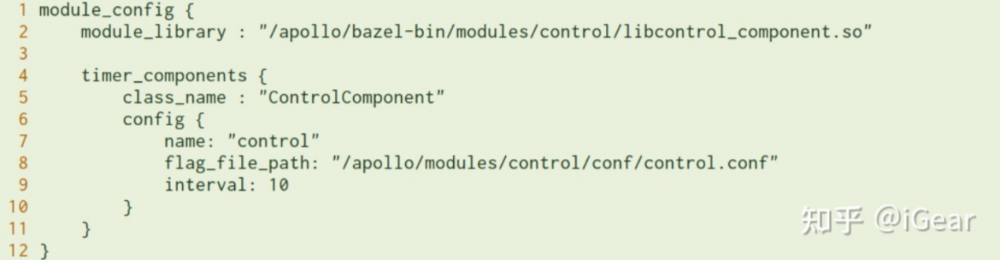 1 module_config {
2     module_library : "/apollo/bazel-bin/modules/control/libcontrol_component.so"
3
4     timer_components {
5         class_name : "ControlComponent"
6         config {
7             name: "control"
8             flag_file_path: "/apollo/modules/control/conf/control.conf"
9             interval: 10
10         }
11     }
12 }
知乎 @iGear